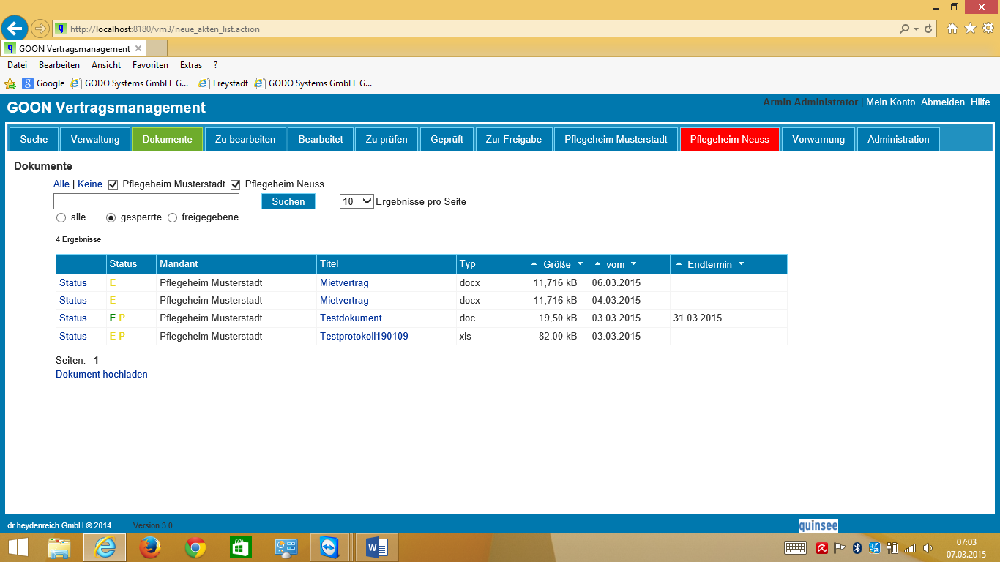 http://localhost:8180/vm3/neue_akten_list.action
GOON Vertragsmanagement
Datei Bearbeiten Ansicht Favoriten Extras ?
Google GODO Systems GmbH G... Freystadt GODO Systems GmbH G...
GOON Vertragsmanagement
Armin Administrator | Mein Konto Abmelden Hilfe
Suche Verwaltung Dokumente Zu bearbeiten Bearbeitet Zu prüfen Geprüft Zur Freigabe Pflegeheim Musterstadt Pflegeheim Neuss Vorwarnung Administration
Dokumente
Alle | Keine Pflegeheim Musterstadt Pflegeheim Neuss
Suchen 10 Ergebnisse pro Seite
alle gesperrte freigegebene
4 Ergebnisse
Status Mandant Titel Typ Größe vom Endtermin
Status E Pflegeheim Musterstadt Mietvertrag docx 11,716 kB 06.03.2015
Status E Pflegeheim Musterstadt Mietvertrag docx 11,716 kB 04.03.2015
Status E P Pflegeheim Musterstadt Testdokument doc 19,50 kB 03.03.2015 31.03.2015
Status E P Pflegeheim Musterstadt Testprotokoll190109 xls 82,00 kB 03.03.2015
Seiten: 1
Dokument hochladen
dr.heydenreich GmbH © 2014 Version 3.0 quinsee
07:03
07.03.2015